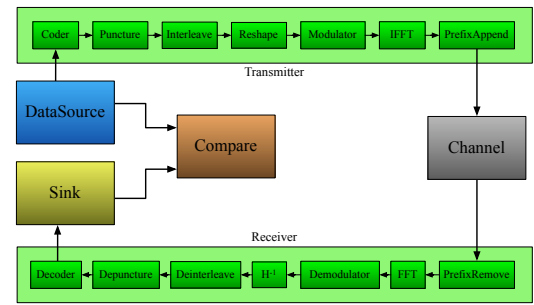 Coder Puncture Interleave Reshape Modulator IFFT PrefixAppend
Transmitter
DataSource
Compare
Channel
Sink
Receiver
Decoder Depuncture Deinterleave H-1 Demodulator FFT PrefixRemove